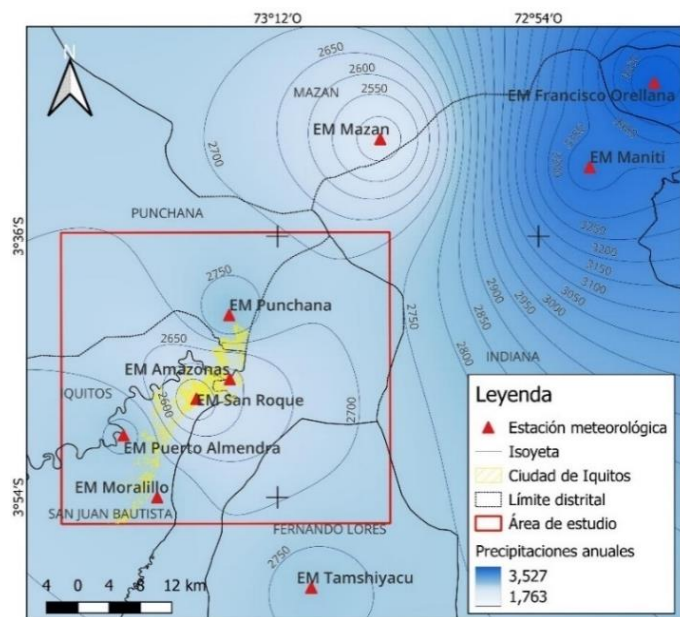 73°12'O
72°54'O
N
2650
2600
2550
MAZAN
EM Mazan
EM Francisco Orellana
EM Maniti
2700
PUNCHANA
3°36'S
3250
3200
3150
3100
3050
3000
2950
2900
2850
2800
2750
2750
EM Punchana
2650
INDIANA
EM Amazonas
IQUITOS
2600
EM San Roque
2700
EM Puerto Almendra
EM Moralillo
3°54'S
SAN JUAN BAUTISTA
FERNANDO LORES
2750
EM Tamshiyacu
4 0 4 8 12 km
Leyenda
Estación meteorológica
Isoyeta
Ciudad de Iquitos
Límite distrital
Área de estudio
Precipitaciones anuales
3,527
1,763